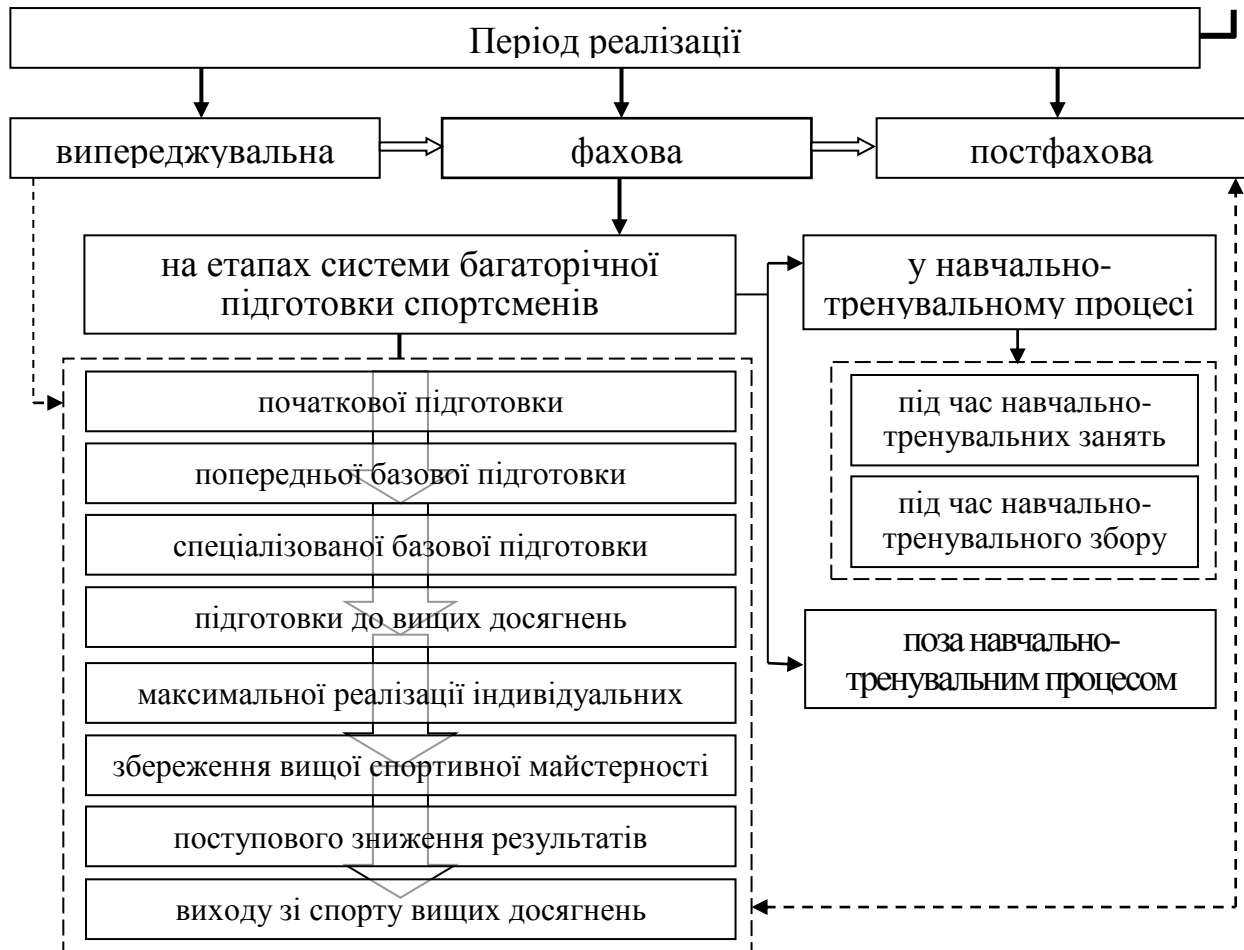 Період реалізації
випереджувальна
фахова
постфахова
на етапах системи багаторічної
підготовки спортсменів
у навчально-
тренувальному процесі
початкової підготовки
попередньої базової підготовки
спеціалізованої базової підготовки
підготовки до вищих досягнень
максимальної реалізації індивідуальних
збереження вищої спортивної майстерності
поступового зниження результатів
виходу зі спорту вищих досягнень
під час навчально-
тренувальних занять
під час навчально-
тренувального збору
поза навчально-
тренувальним процесом